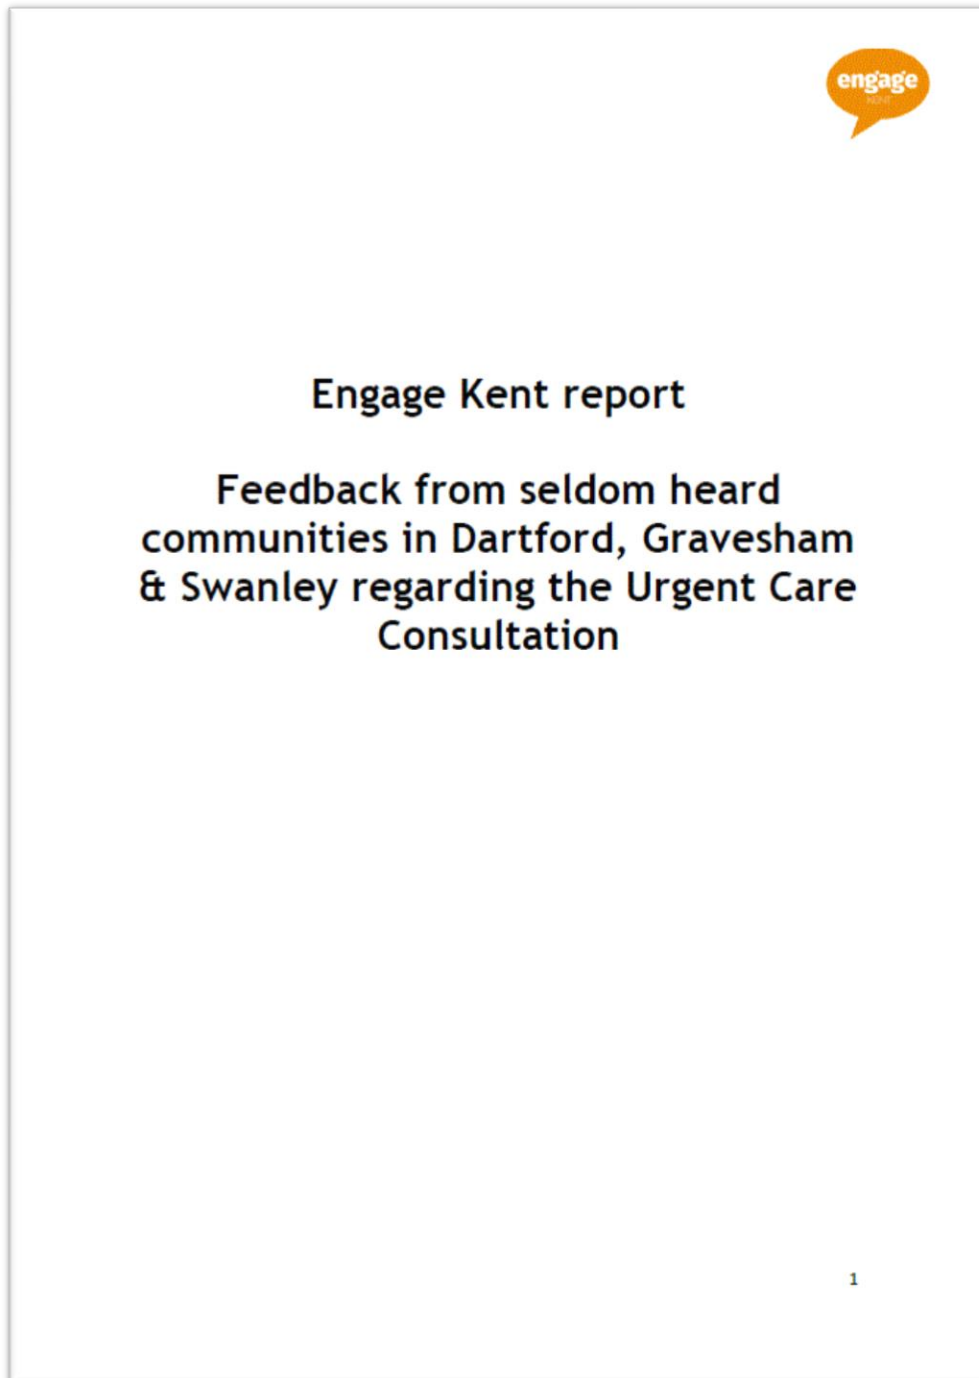 engage
KENT
Engage Kent report
Feedback from seldom heard
communities in Dartford, Gravesham
& Swanley regarding the Urgent Care
Consultation
1